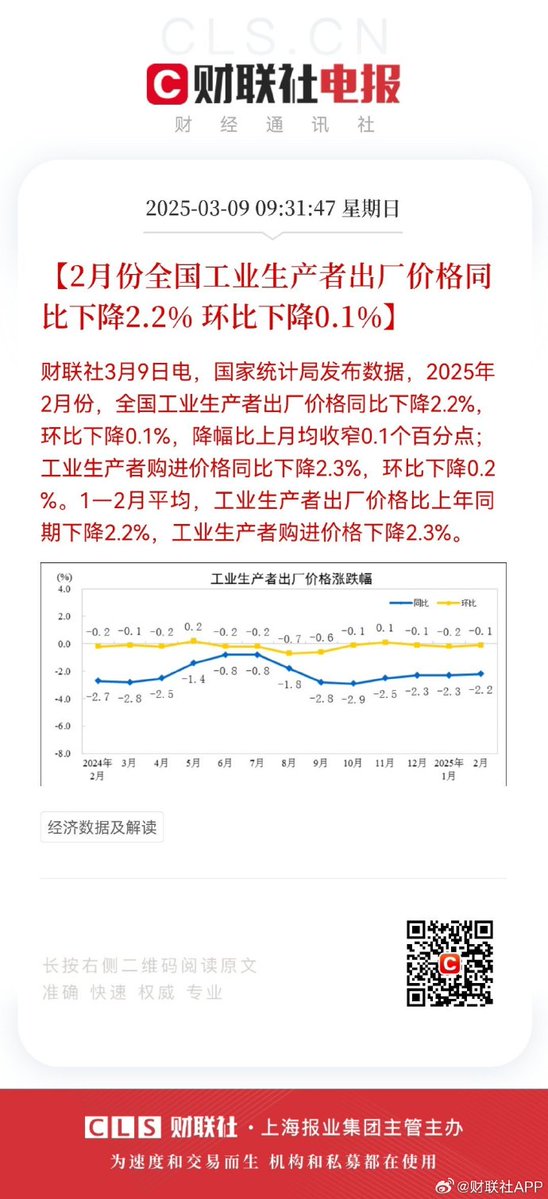 CLS.CN
财联社电报
财经通讯社
2025-03-09 09:31:47 星期日
【2月份全国工业生产者出厂价格同
比下降2.2% 环比下降0.1%】
财联社3月9日电，国家统计局发布数据，2025年
2月份，全国工业生产者出厂价格同比下降2.2%，
环比下降0.1%，降幅比上月均收窄0.1个百分点；
工业生产者购进价格同比下降2.3%，环比下降0.2
%。1—2月平均，工业生产者出厂价格比上年同
期下降2.2%，工业生产者购进价格下降2.3%。
(%) 工业生产者出厂价格涨跌幅
同比 环比
4.0
2.0
0.0
-2.0
-4.0
-6.0
-8.0
-0.2 -0.1 -0.2 0.2 -0.2 -0.2 -0.7 -0.6 -0.1 0.1 -0.1 -0.2 -0.1
-2.7 -2.8 -2.5 -1.4 -0.8 -0.8 -1.8 -2.8 -2.9 -2.5 -2.3 -2.3 -2.2
2024年 3月 4月 5月 6月 7月 8月 9月 10月 11月 12月 2025年 2月
2月 1月
经济数据及解读
长按右侧二维码阅读原文
准确 快速 权威 专业
CLS 财联社·上海报业集团主管主办
为速度和交易而生 机构和私募都在使用
@财联社APP